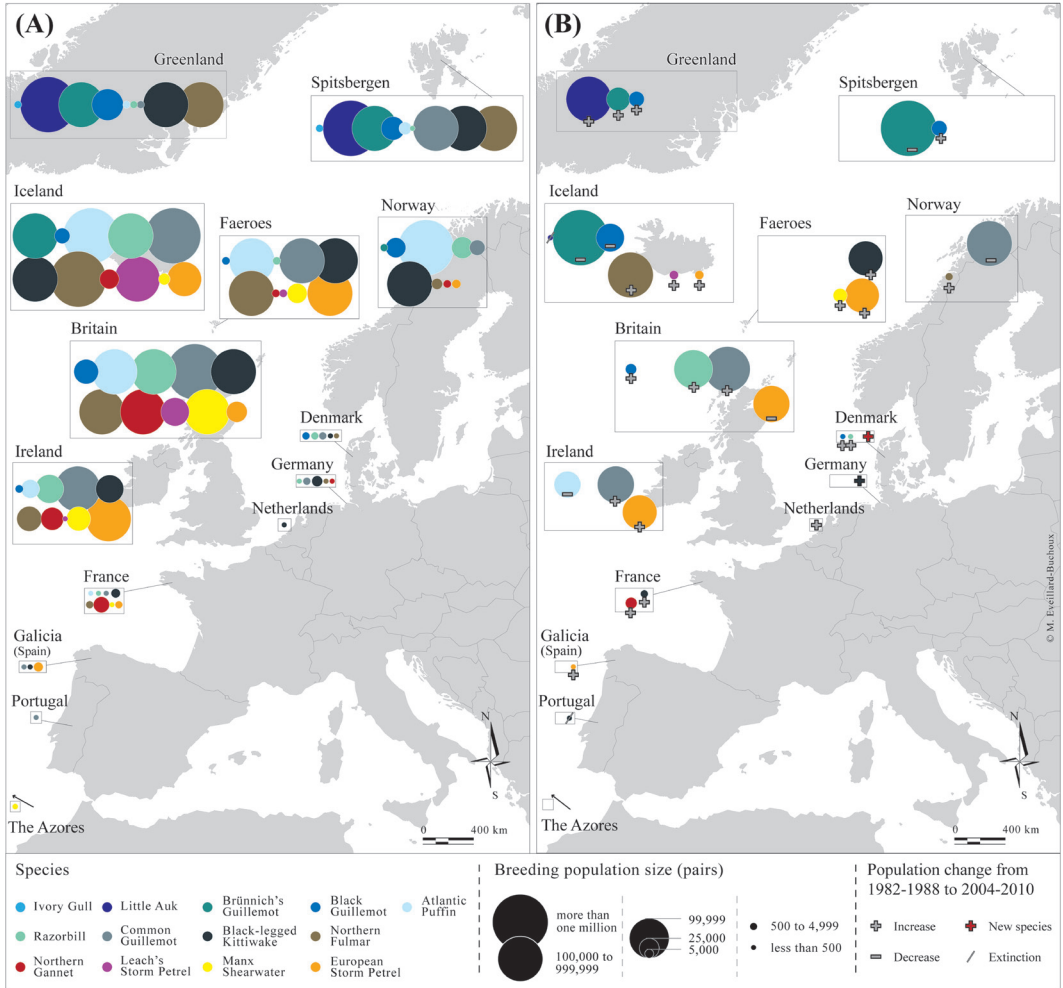 (A)
Greenland
Spitsbergen
Iceland
Faeroes
Norway
Britain
Denmark
Ireland
Germany
Netherlands
France
Galicia
(Spain)
Portugal
The Azores
N
S
0 400 km
(B)
Greenland
Spitsbergen
Iceland
Faeroes
Norway
Britain
Denmark
Ireland
Germany
Netherlands
France
Galicia
(Spain)
Portugal
The Azores
N
S
0 400 km
© M. Eveillard-Buchoux
Species
Ivory Gull
Little Auk
Brünnich's
Guillemot
Black
Guillemot
Atlantic
Puffin
Razorbill
Common
Guillemot
Black-legged
Kittiwake
Northern
Fulmar
Northern
Gannet
Leach's
Storm Petrel
Manx
Shearwater
European
Storm Petrel
Breeding population size (pairs)
more than
one million
100,000 to
999,999
99,999
25,000
5,000
500 to 4,999
less than 500
Population change from
1982-1988 to 2004-2010
Increase
New species
Decrease
Extinction